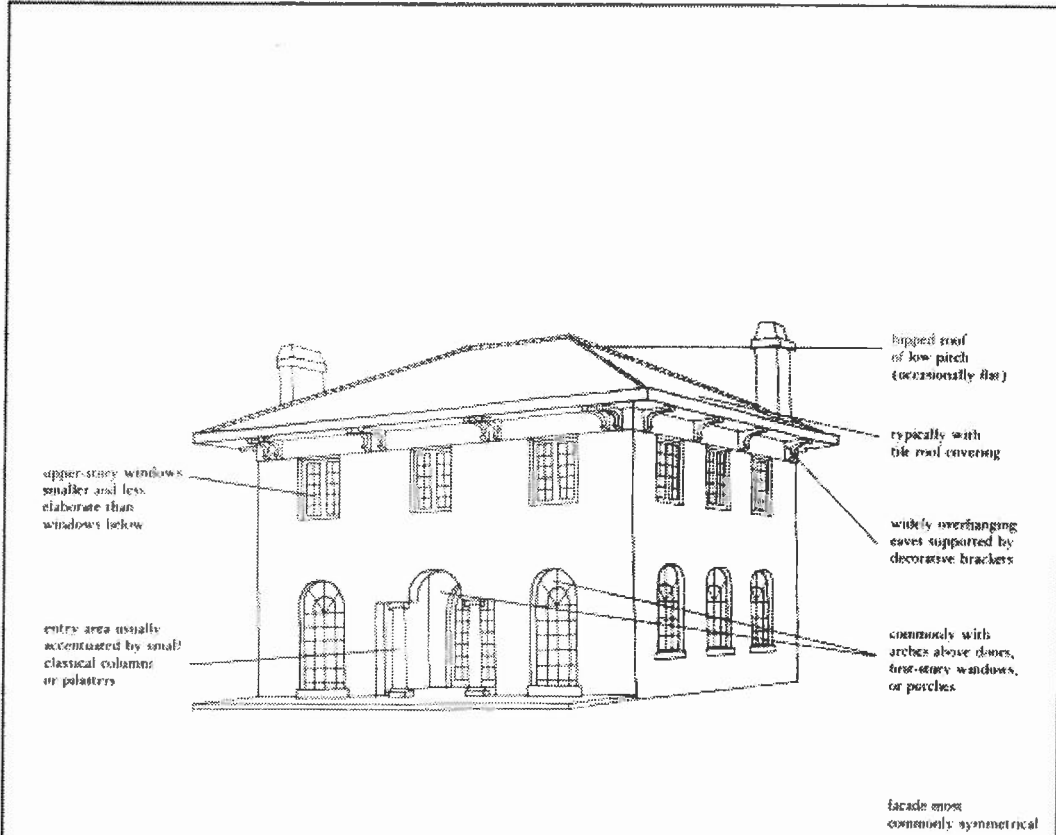 hipped roof
of low pitch
(occasionally flat)
typically with
tile roof covering
upper-story windows
smaller and less
elaborate than
windows below
widely overhanging
eaves supported by
decorative brackets
entry area usually
accentuated by small
classical columns
or pilasters
commonly with
arches above doors,
first-story windows,
or porches
facade most
commonly symmetrical